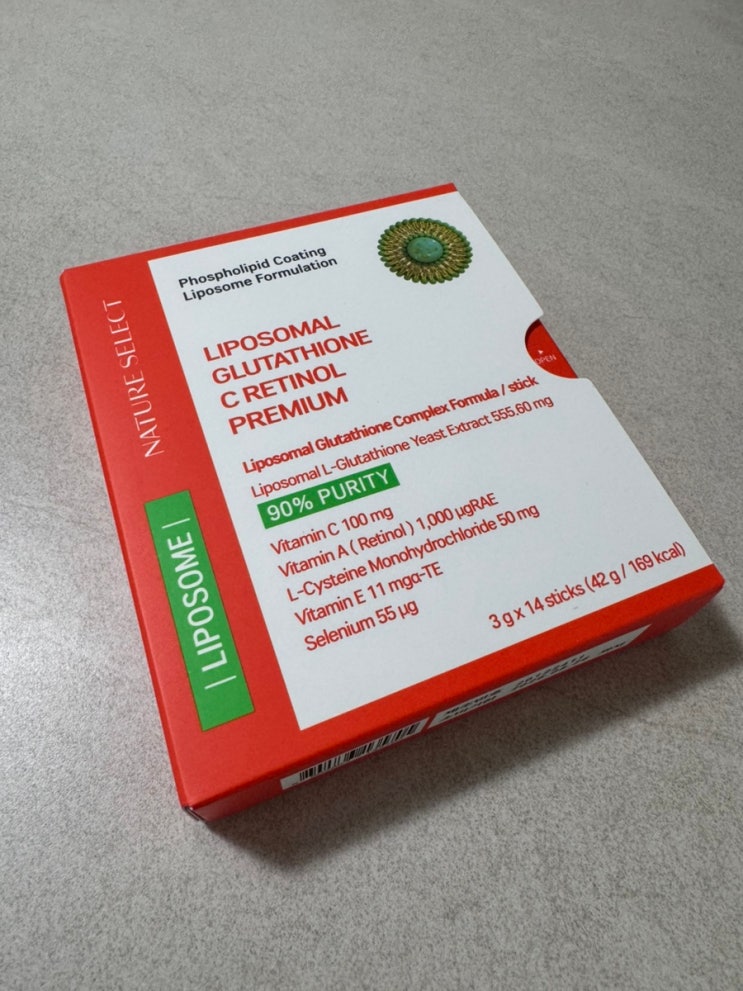 Phospholipid Coating
Liposome Formulation
NATURE SELECT
LIPOSOMAL
GLUTATHIONE
C RETINOL
PREMIUM
OPEN
Liposomal Glutathione Complex Formula / stick
Liposomal L-Glutathione Yeast Extract 555.60 mg
90% PURITY
Vitamin C 100 mg
Vitamin A ( Retinol ) 1,000 µgRAE
L-Cysteine Monohydrochloride 50 mg
Vitamin E 11 mgα-TE
Selenium 55 µg
| LIPOSOME |
3 g x 14 sticks (42 g / 169 kcal)